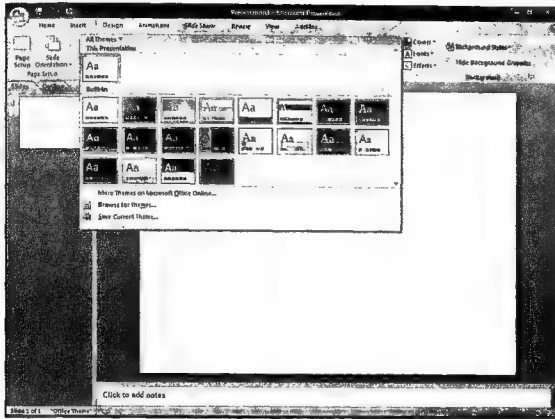 Presentation1 - Microsoft PowerPoint
Home Insert Design Animations Slide Show Review View Add-Ins
All Themes
This Presentation
Aa
Built-In
Aa Aa Aa Aa Aa Aa Aa Aa
Aa Aa Aa Aa Aa Aa Aa Aa
Aa Aa Aa
More Themes on Microsoft Office Online...
Browse for Themes...
Save Current Theme...
Page Setup
Slide Orientation
Page Setup
Colors
Fonts
Effects
Background Styles
Hide Background Graphics
Background
Slides Outline
Click to add notes
Slide 1 of 1 "Office Theme"